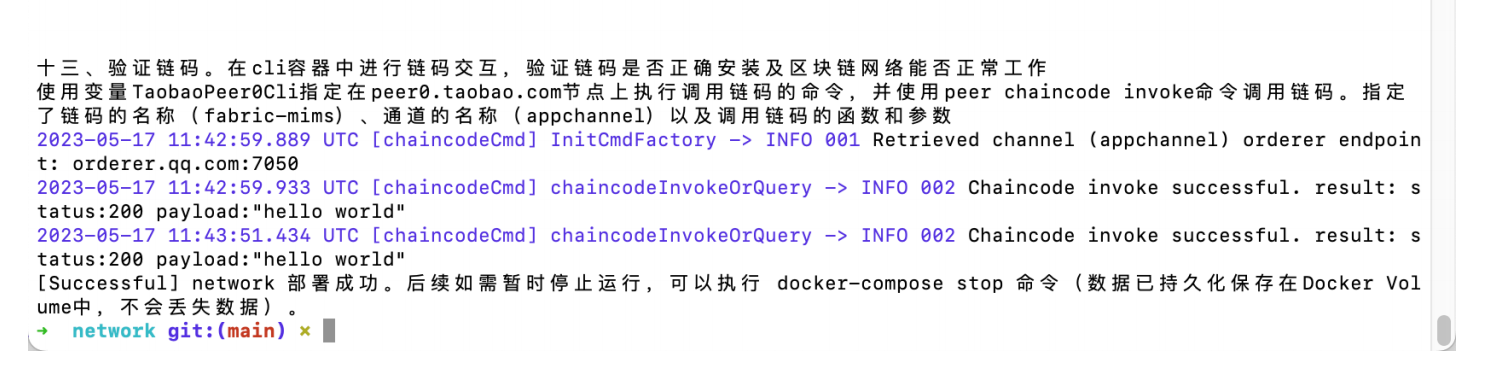 十三、验证链码。在cli容器中进行链码交互，验证链码是否正确安装及区块链网络能否正常工作
使用变量TaobaoPeer0Cli指定在peer0.taobao.com节点上执行调用链码的命令，并使用peer chaincode invoke命令调用链码。指定
了链码的名称（fabric-mims）、通道的名称（appchannel）以及调用链码的函数和参数
2023-05-17 11:42:59.889 UTC [chaincodeCmd] InitCmdFactory -> INFO 001 Retrieved channel (appchannel) orderer endpoin
t: orderer.qq.com:7050
2023-05-17 11:42:59.933 UTC [chaincodeCmd] chaincodeInvokeOrQuery -> INFO 002 Chaincode invoke successful. result: s
tatus:200 payload:"hello world"
2023-05-17 11:43:51.434 UTC [chaincodeCmd] chaincodeInvokeOrQuery -> INFO 002 Chaincode invoke successful. result: s
tatus:200 payload:"hello world"
[Successful] network 部署成功。后续如需暂时停止运行，可以执行 docker-compose stop 命令（数据已持久化保存在Docker Vol
ume中，不会丢失数据）。
➜  network git:(main) ×